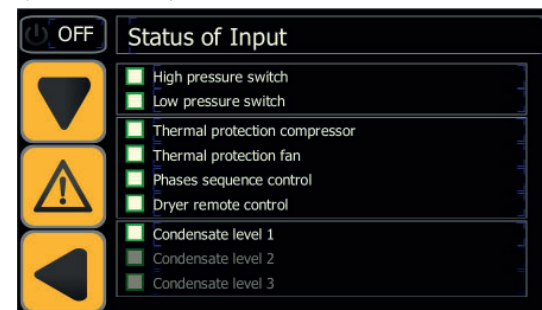 OFF
Status of Input
High pressure switch
Low pressure switch
Thermal protection compressor
Thermal protection fan
Phases sequence control
Dryer remote control
Condensate level 1
Condensate level 2
Condensate level 3